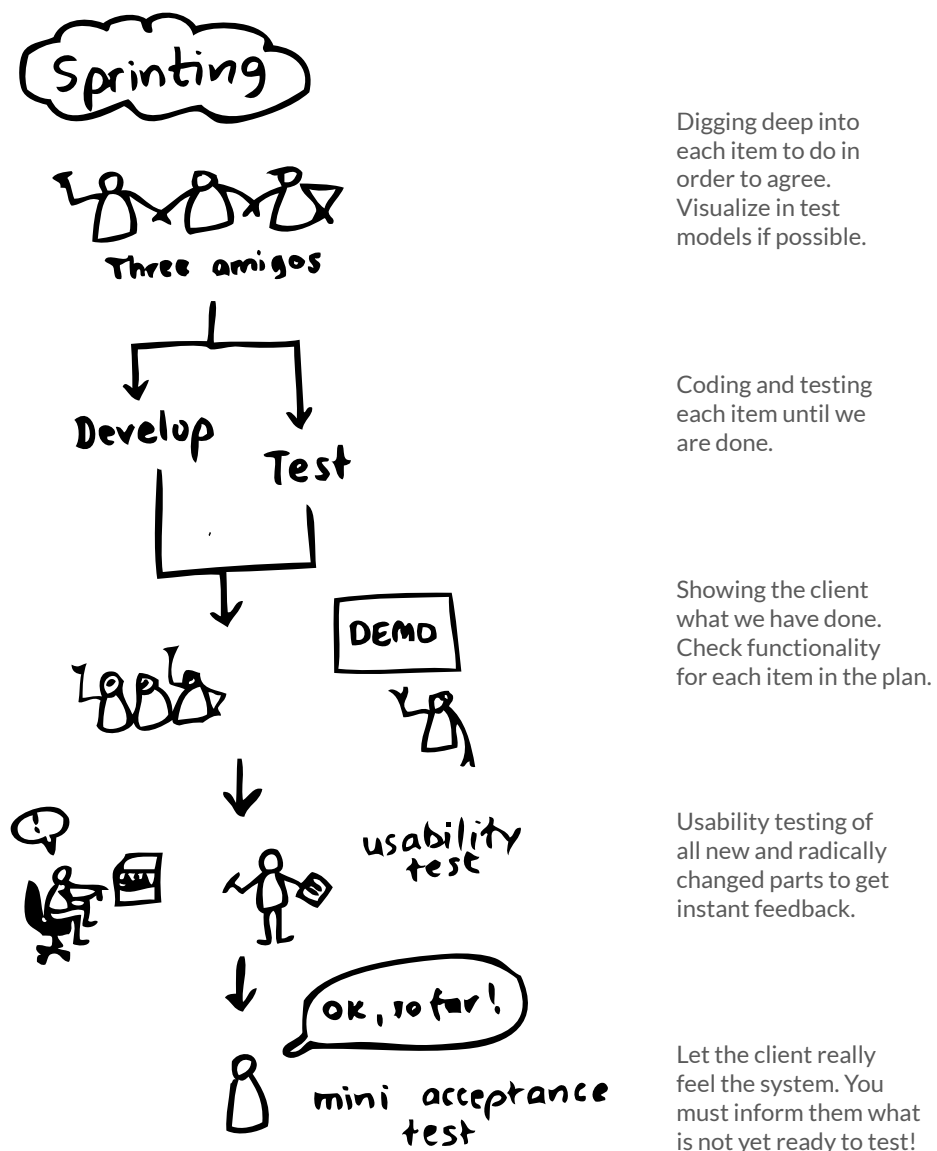 Sprinting
Digging deep into
each item to do in
order to agree.
Visualize in test
models if possible.
Three amigos
Coding and testing
each item until we
are done.
Develop
Test
Showing the client
what we have done.
Check functionality
for each item in the plan.
DEMO
Usability testing of
all new and radically
changed parts to get
instant feedback.
!
usability
test
OK, so far!
Let the client really
feel the system. You
must inform them what
is not yet ready to test!
mini acceptance
test